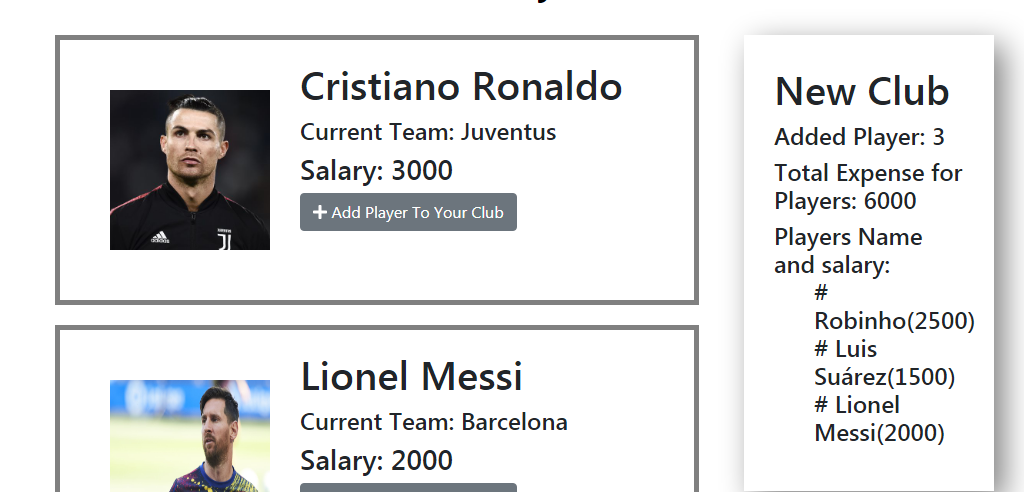 Cristiano Ronaldo
Current Team: Juventus
Salary: 3000
+ Add Player To Your Club
adidas
JUVENTUS
Lionel Messi
Current Team: Barcelona
Salary: 2000
New Club
Added Player: 3
Total Expense for
Players: 6000
Players Name
and salary:
#
Robinho(2500)
# Luis
Suárez(1500)
# Lionel
Messi(2000)